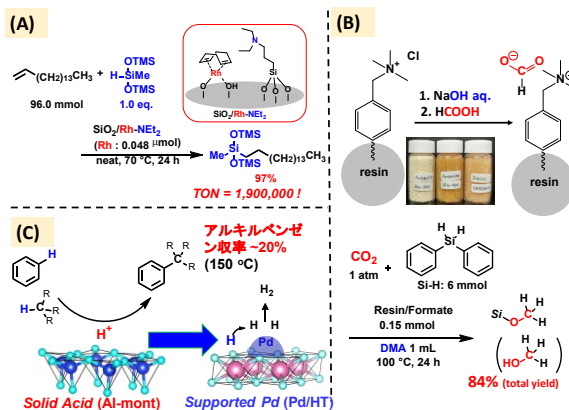 (A)
(CH2)13CH3
96.0 mmol
+
OTMS
H-SiMe
OTMS
1.0 eq.
Rh
O
OH
Et2N
Si
O
O
O
SiO2/Rh-NEt2
SiO2/Rh-NEt2
(Rh : 0.048 μmol)
neat, 70 °C, 24 h
OTMS
Me Si (CH2)13CH3
OTMS
97%
TON = 1,900,000 !
(B)
N+
Cl
resin
1. NaOH aq.
2. HCOOH
O
O
H
N
resin
CO2
1 atm
+
H H
Si
Si-H: 6 mmol
Resin/Formate
0.15 mmol
DMA 1 mL
100 °C, 24 h
Si O C H
H
H
HO C H
H
H
84% (total yield)
(C)
H
H C R
R
R
H+
R
C R
R
アルキルベンゼ
ン収率 ~20%
(150 °C)
H2
H
H H
Pd
Solid Acid (Al-mont)
Supported Pd (Pd/HT)